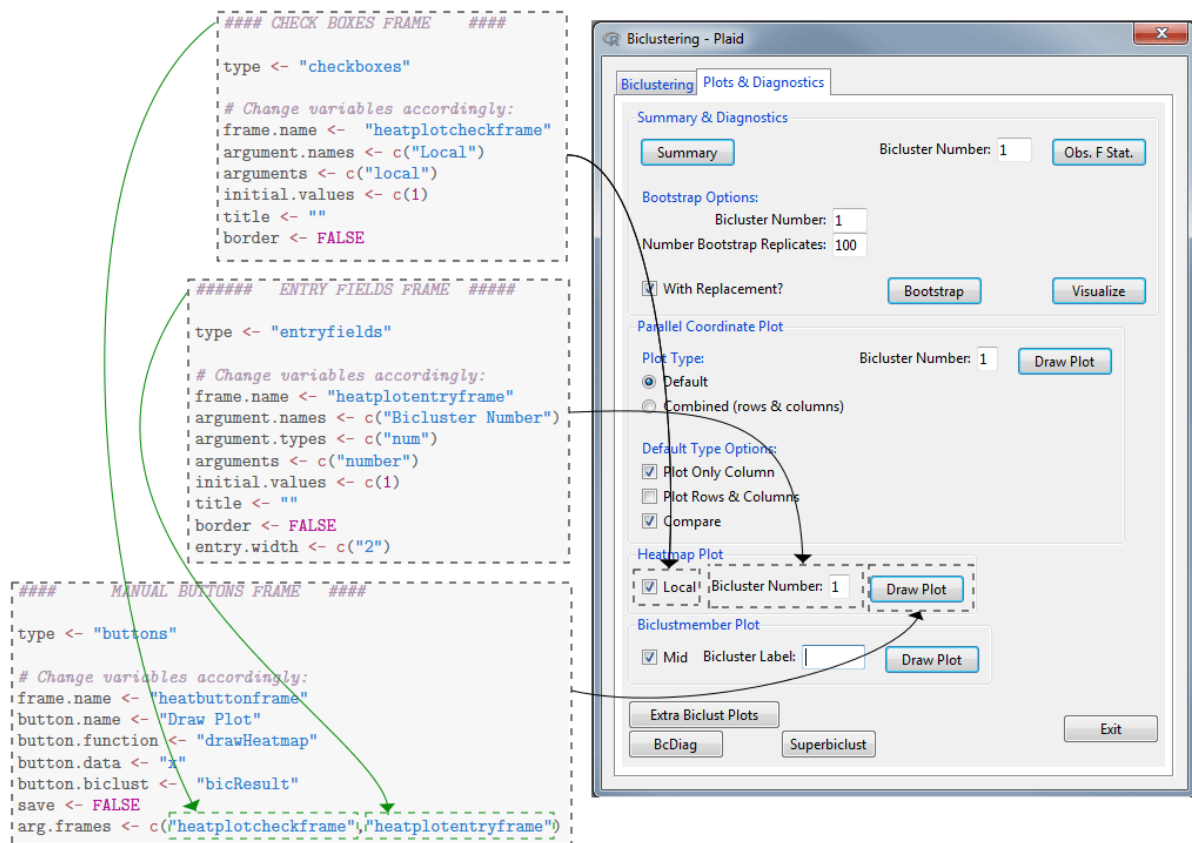 #### CHECK BOXES FRAME ####
type <- "checkboxes"
# Change variables accordingly:
frame.name <- "heatplotcheckframe"
argument.names <- c("Local")
arguments <- c("local")
initial.values <- c(1)
title <- ""
border <- FALSE
###### ENTRY FIELDS FRAME #####
type <- "entryfields"
# Change variables accordingly:
frame.name <- "heatplotentryframe"
argument.names <- c("Bicluster Number")
argument.types <- c("num")
arguments <- c("number")
initial.values <- c(1)
title <- ""
border <- FALSE
entry.width <- c("2")
#### MANUAL BUTTONS FRAME ####
type <- "buttons"
# Change variables accordingly:
frame.name <- "heatbuttonframe"
button.name <- "Draw Plot"
button.function <- "drawHeatmap"
button.data <- "x"
button.biclust <- "bicResult"
save <- FALSE
arg.frames <- c("heatplotcheckframe","heatplotentryframe")
R Biclustering - Plaid
Biclustering Plots & Diagnostics
Summary & Diagnostics
Summary Bicluster Number: 1 Obs. F Stat.
Bootstrap Options:
Bicluster Number: 1
Number Bootstrap Replicates: 100
With Replacement? Bootstrap Visualize
Parallel Coordinate Plot
Plot Type: Bicluster Number: 1 Draw Plot
Default
Combined (rows & columns)
Default Type Options:
Plot Only Column
Plot Rows & Columns
Compare
Heatmap Plot
Local Bicluster Number: 1 Draw Plot
Biclustmember Plot
Mid Bicluster Label: Draw Plot
Extra Biclust Plots
Exit
BcDiag Superbiclust